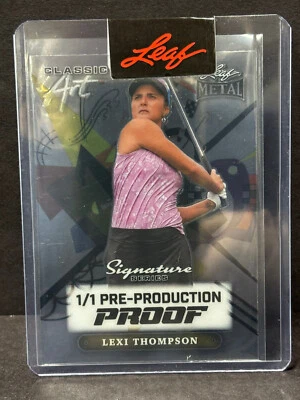 Leaf
CLASSIC
Art
Leaf
METAL
Signature
SERIES
1/1 PRE-PRODUCTION
PROOF
LEXI THOMPSON